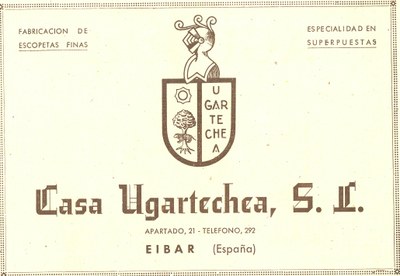 FABRICACION DE
ESCOPETAS FINAS
ESPECIALIDAD EN
SUPERPUESTAS
U
GAR
TE
CHE
A
Casa Ugartechea, S. L.
APARTADO, 21 - TELEFONO, 292
EIBAR (España)